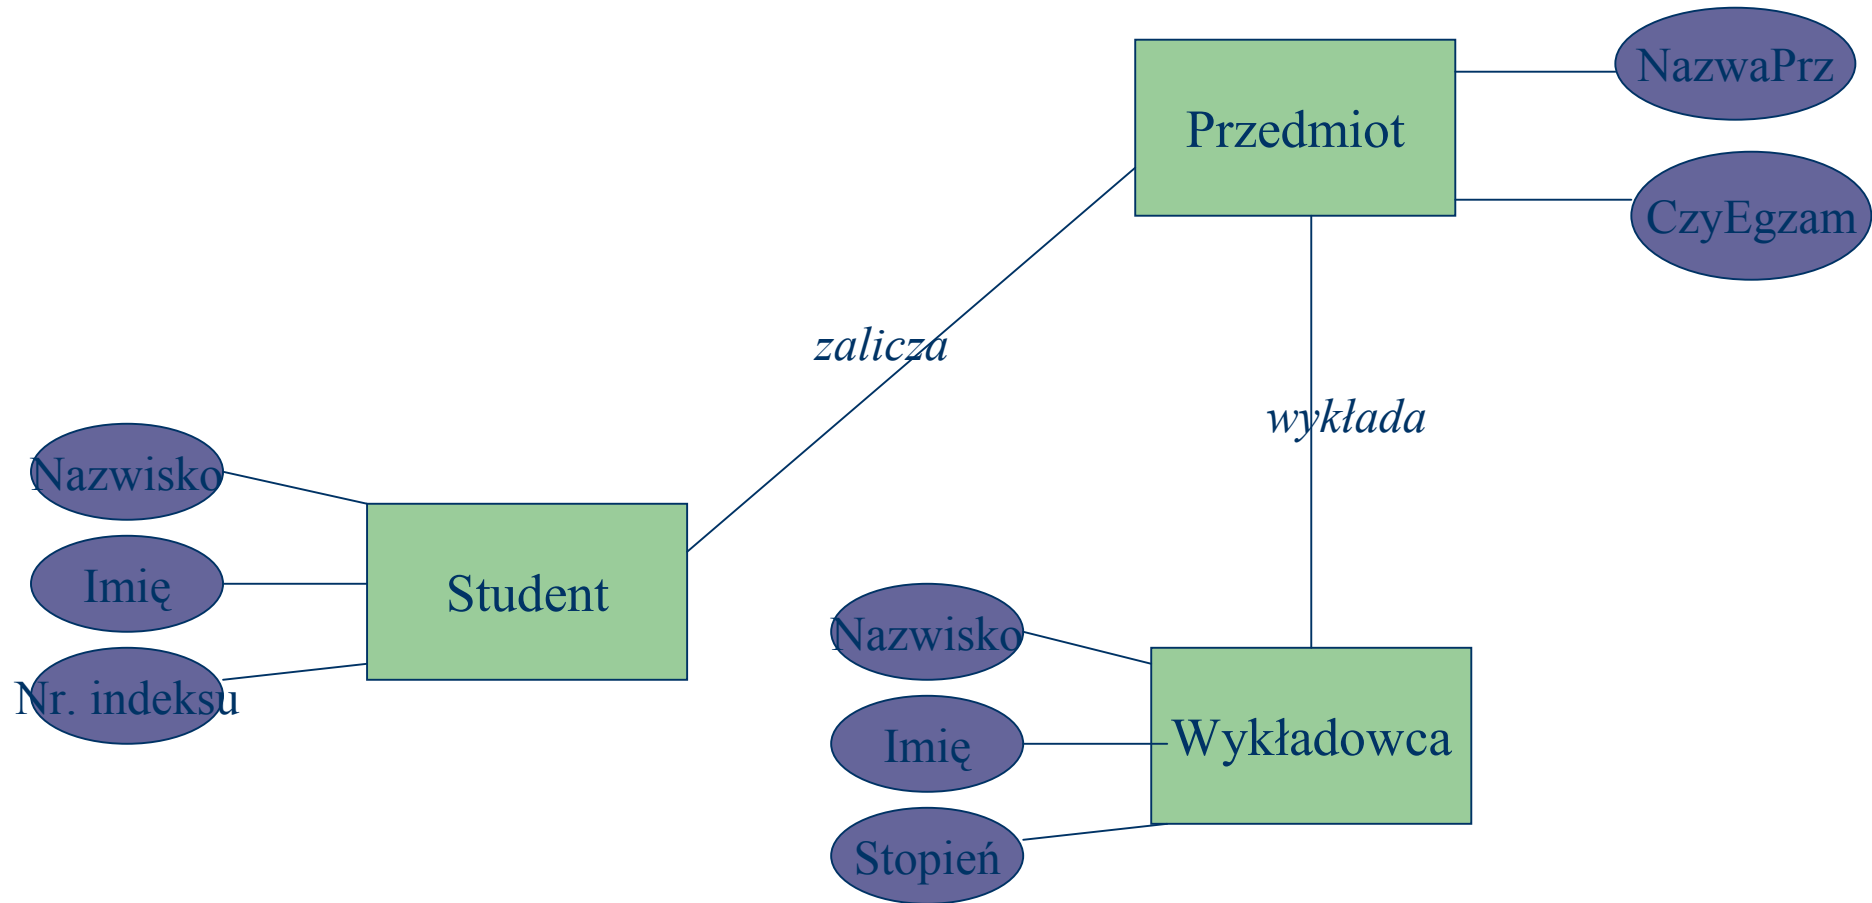 NazwaPrz
Przedmiot
CzyEgzam
zalicza
wykłada
Nazwisko
Imię
Student
Nr. indeksu
Nazwisko
Imię
Wykładowca
Stopień